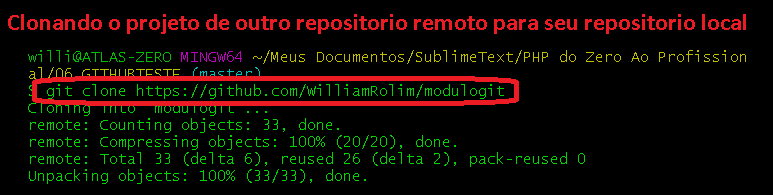 Clonando o projeto de outro repositorio remoto para seu repositorio local
willi@ATLAS-ZERO MINGW64 ~/Meus Documentos/SublimeText/PHP do Zero Ao Profission
al/06 GITHUBTESTE (master)
$ git clone https://github.com/WilliamRolim/modulogit
Cloning into 'modulogit'...
remote: Counting objects: 33, done.
remote: Compressing objects: 100% (20/20), done.
remote: Total 33 (delta 6), reused 26 (delta 2), pack-reused 0
Unpacking objects: 100% (33/33), done.